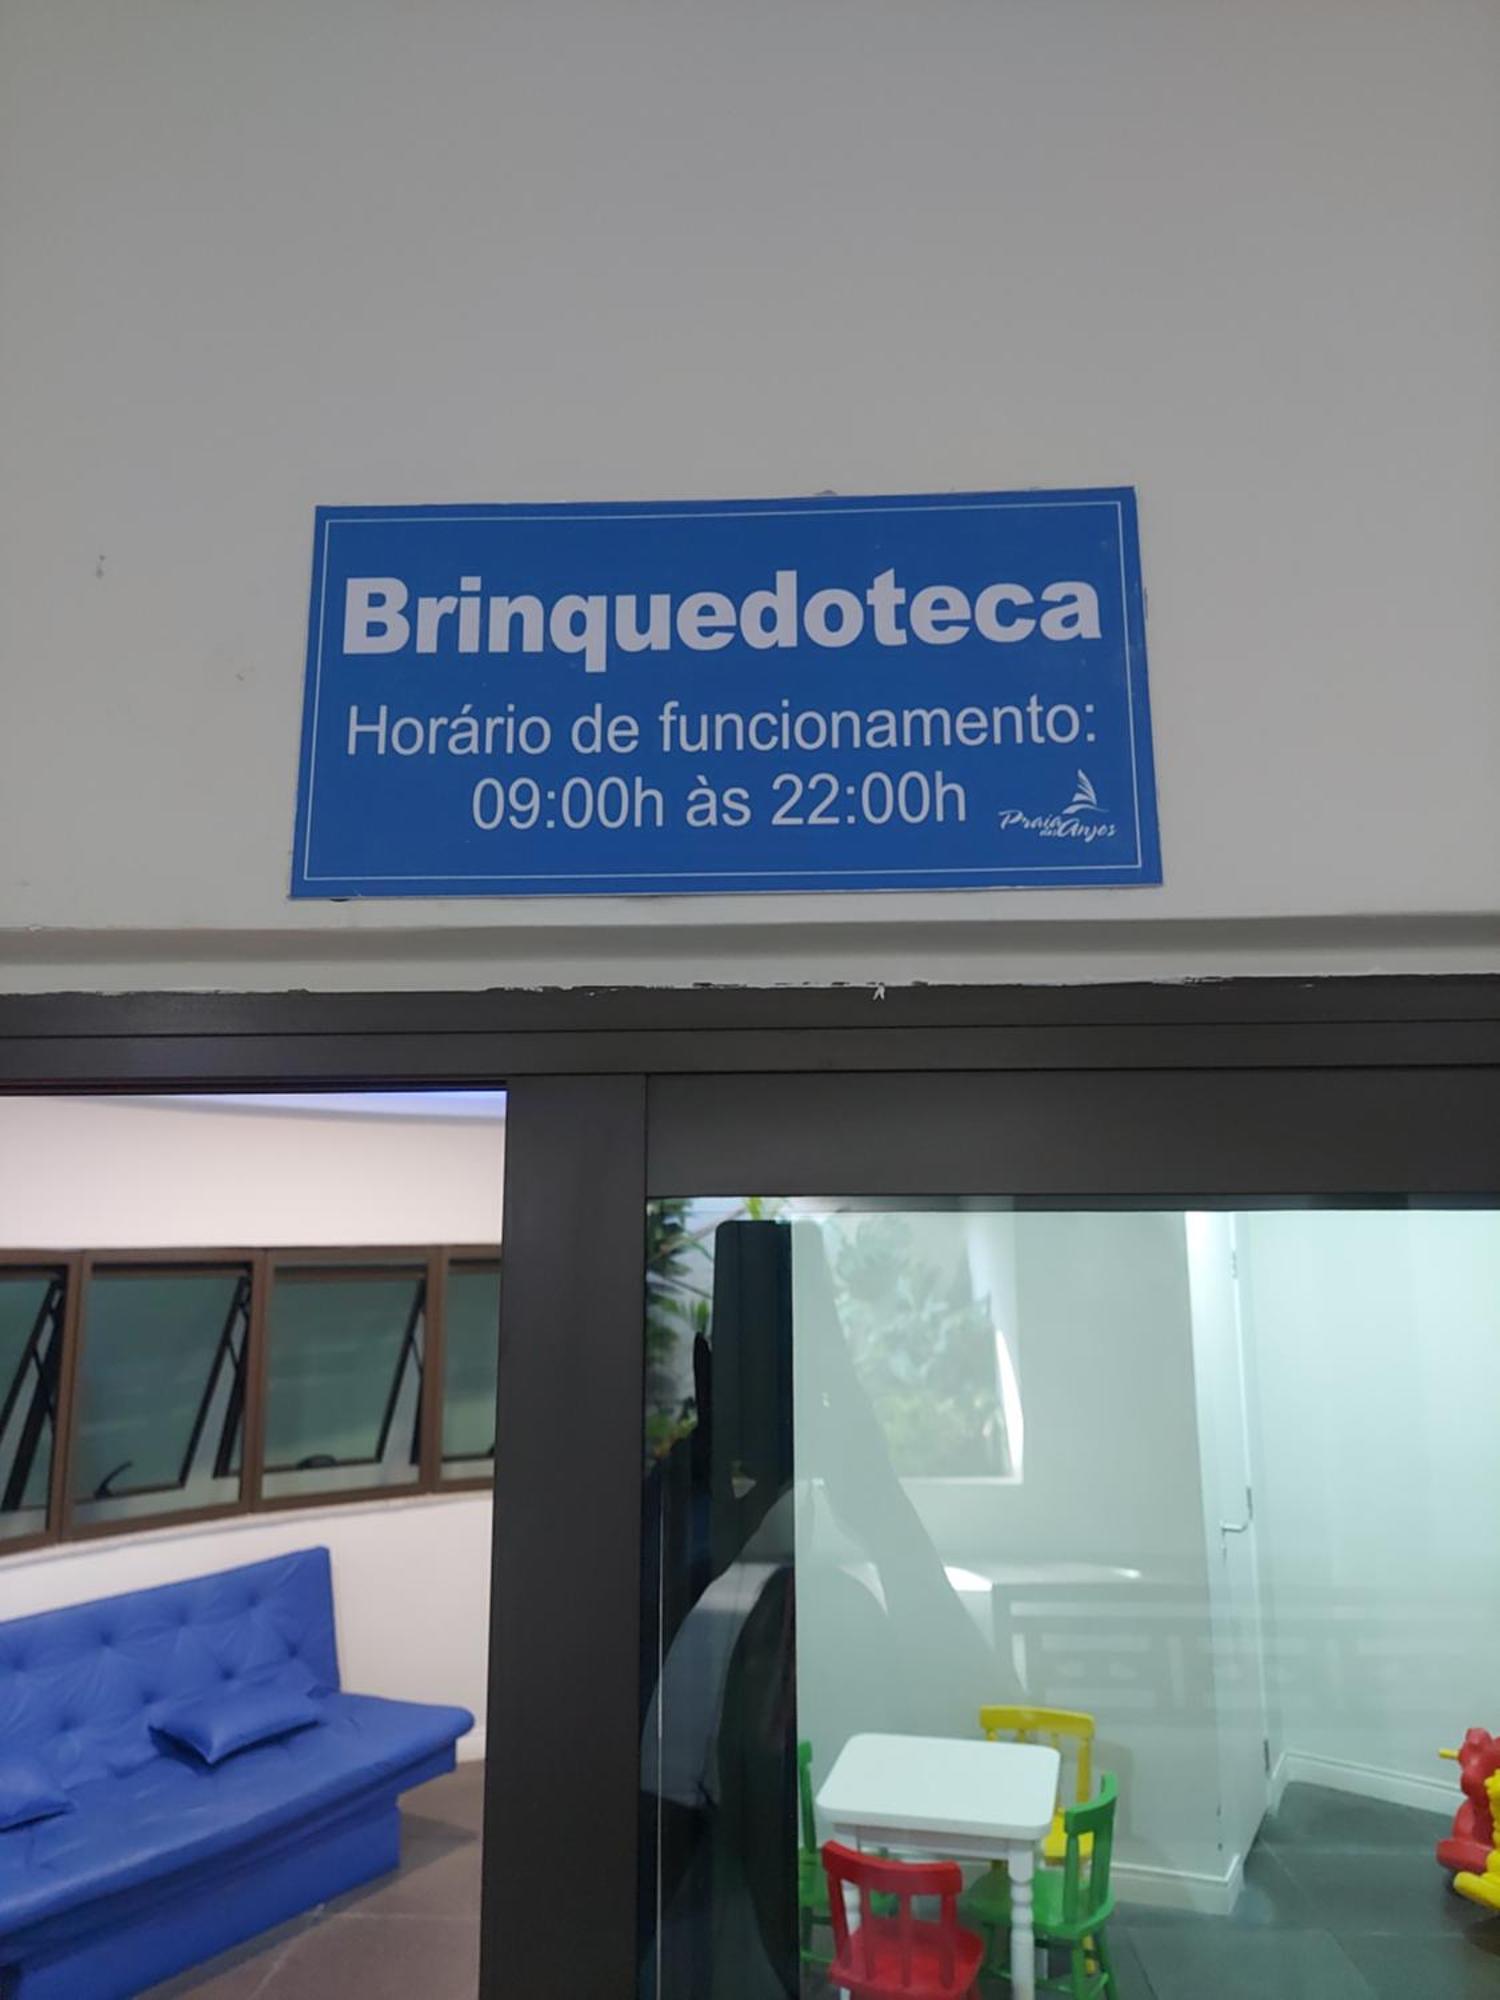 Brinquedoteca
Horário de funcionamento:
09:00h às 22:00h
Praia
dos Anjos